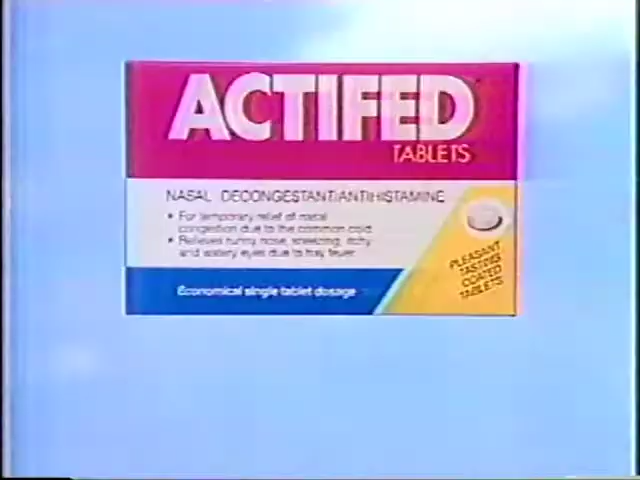 ACTIFED
TABLETS
NASAL DECONGESTANT/ANTIHISTAMINE
• For temporary relief of nasal
congestion due to the common cold.
• Relieves runny nose, sneezing, itchy
and watery eyes due to hay fever.
Economical single tablet dosage
PLEASANT
TASTING
COATED
TABLETS